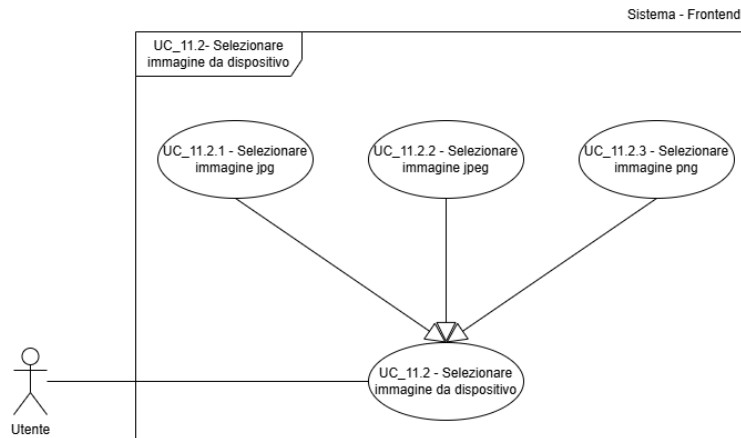 Sistema - Frontend
UC_11.2- Selezionare
immagine da dispositivo
UC_11.2.1 - Selezionare
immagine jpg
UC_11.2.2 - Selezionare
immagine jpeg
UC_11.2.3 - Selezionare
immagine png
UC_11.2 - Selezionare
immagine da dispositivo
Utente